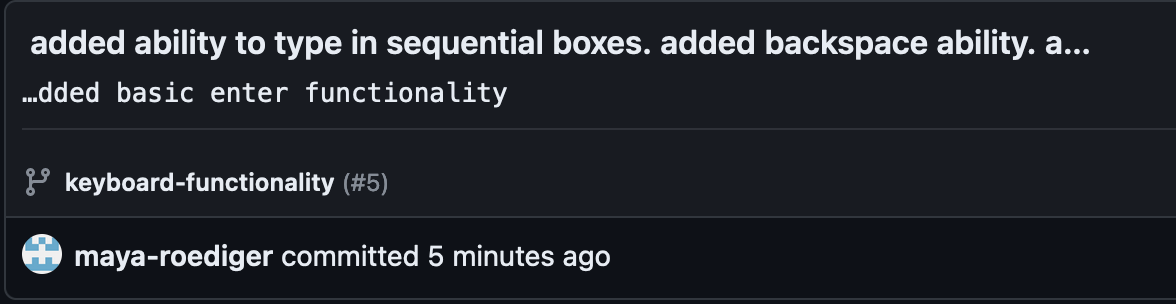 added ability to type in sequential boxes. added backspace ability. a...
…dded basic enter functionality
keyboard-functionality (#5)
maya-roediger committed 5 minutes ago